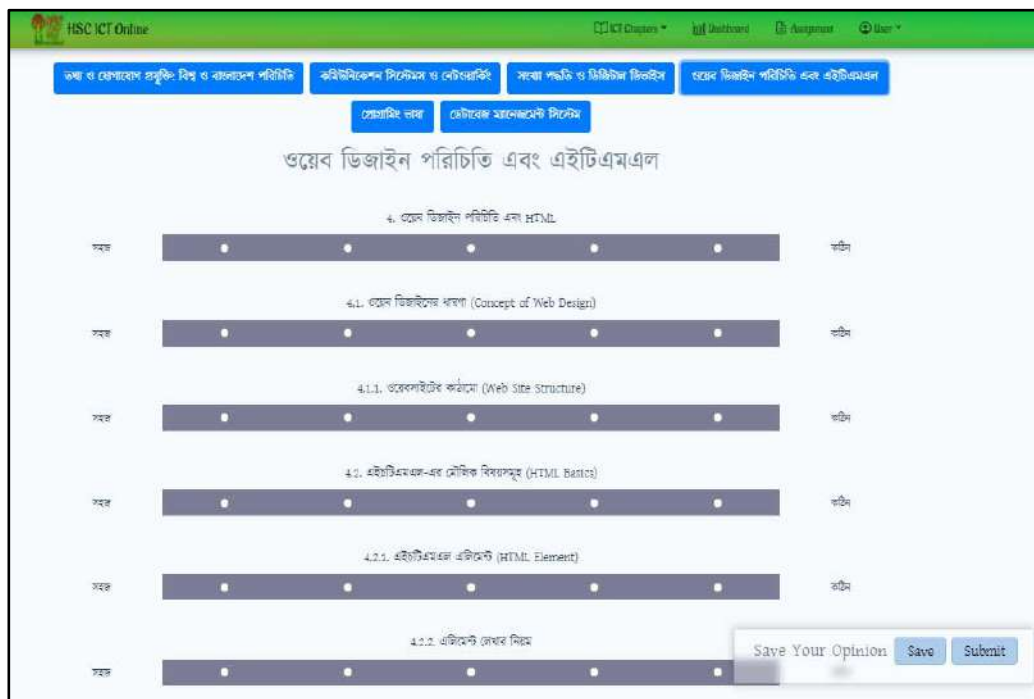 HSC ICT Online ICT Chapters Dashboard Assignment User
তথ্য ও যোগাযোগ প্রযুক্তি: বিশ্ব ও বাংলাদেশ পরিচিতি কমিউনিকেশন সিস্টেমস ও নেটওয়ার্কিং সংখ্যা পদ্ধতি ও ডিজিটাল ডিভাইস ওয়েব ডিজাইন পরিচিতি এবং এইটিএমএল
প্রোগ্রামিং ভাষা ডেটাবেজ ম্যানেজমেন্ট সিস্টেম
ওয়েব ডিজাইন পরিচিতি এবং এইটিএমএল
4. ওয়েব ডিজাইন পরিচিতি এবং HTML
সহজ কঠিন
4.1. ওয়েব ডিজাইনের ধারণা (Concept of Web Design)
সহজ কঠিন
4.1.1. ওয়েবসাইটের কাঠামো (Web Site Structure)
সহজ কঠিন
4.2. এইচটিএমএল-এর মৌলিক বিষয়সমূহ (HTML Basics)
সহজ কঠিন
4.2.1. এইচটিএমএল এলিমেন্ট (HTML Element)
সহজ কঠিন
4.2.2. এলিমেন্ট লেখার নিয়ম
Save Your Opinion Save Submit
সহজ